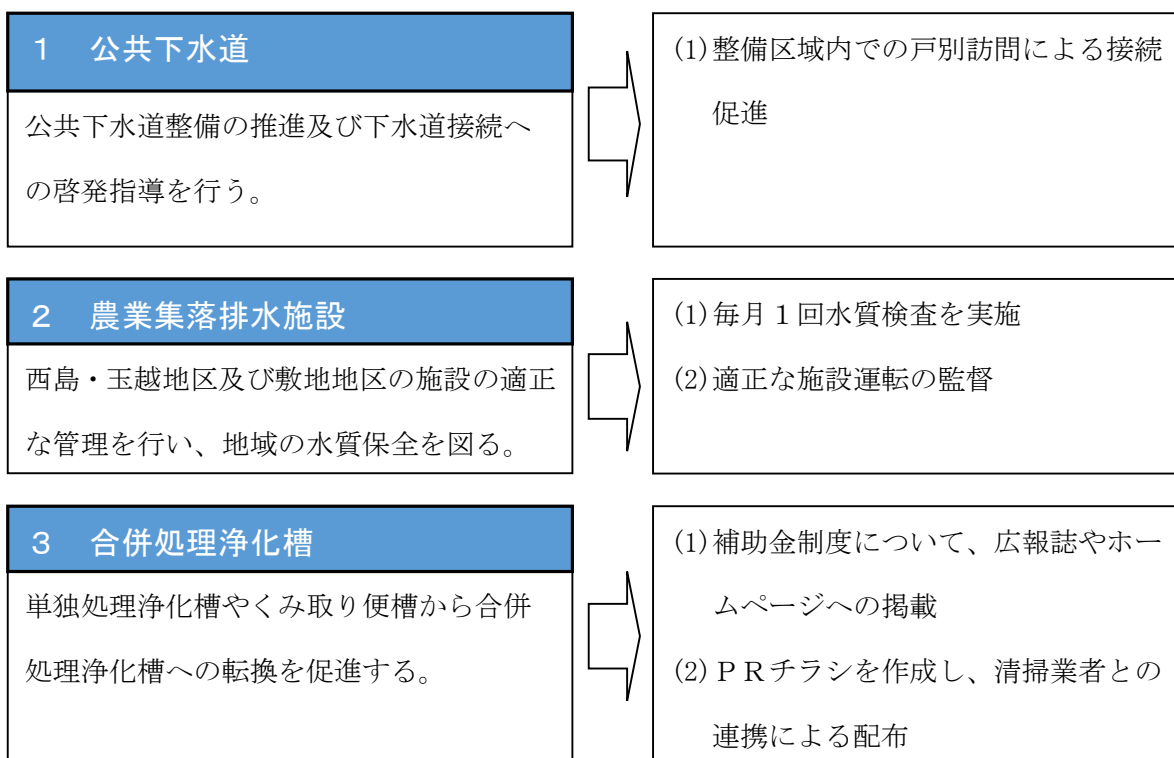 １　公共下水道
公共下水道整備の推進及び下水道接続へ
の啓発指導を行う。
(1)整備区域内での戸別訪問による接続
促進
２　農業集落排水施設
西島・玉越地区及び敷地地区の施設の適正
な管理を行い、地域の水質保全を図る。
(1)毎月１回水質検査を実施
(2)適正な施設運転の監督
３　合併処理浄化槽
単独処理浄化槽やくみ取り便槽から合併
処理浄化槽への転換を促進する。
(1)補助金制度について、広報誌やホー
ムページへの掲載
(2)ＰＲチラシを作成し、清掃業者との
連携による配布